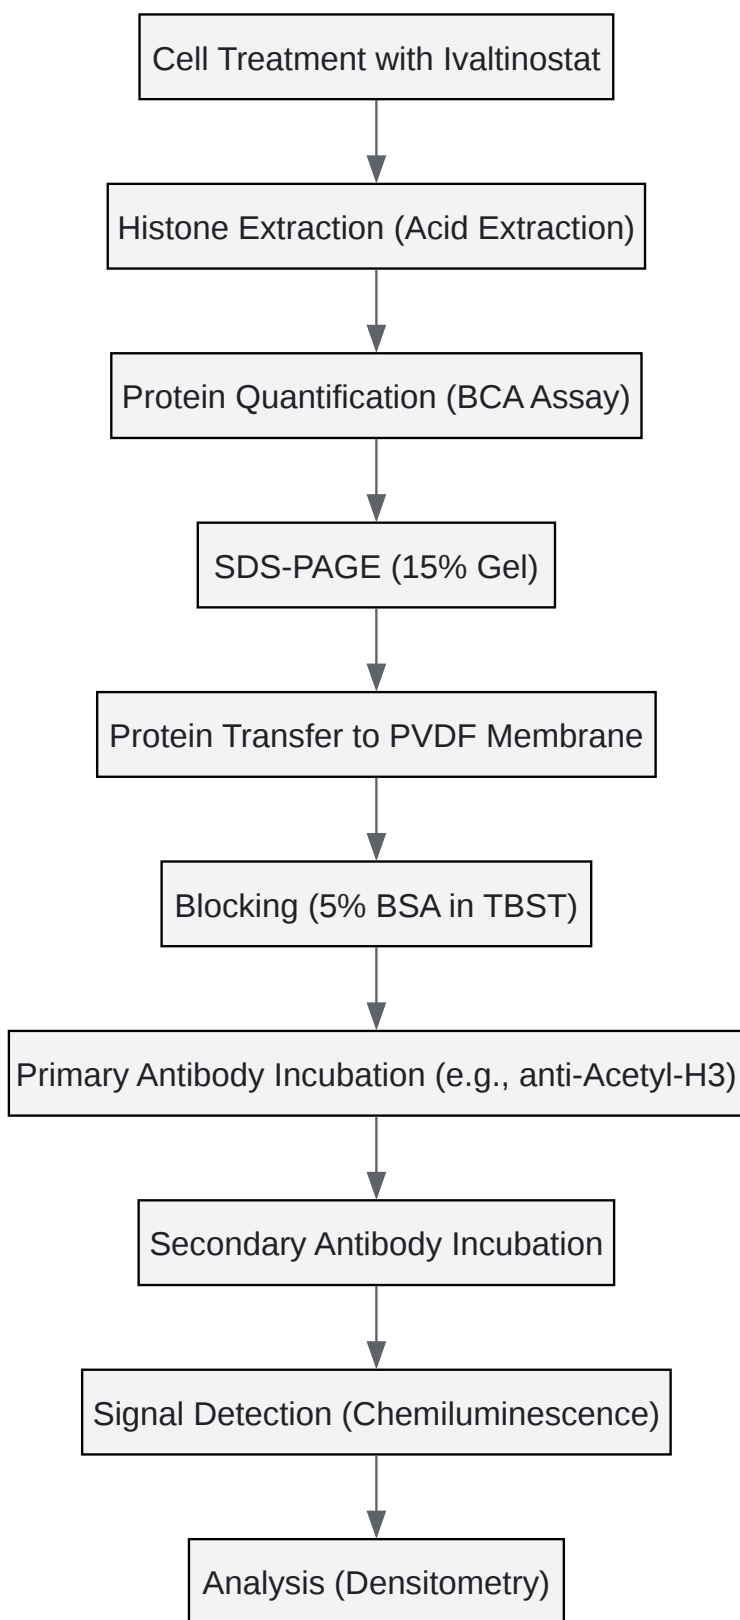 Cell Treatment with Ivaltinostat
Histone Extraction (Acid Extraction)
Protein Quantification (BCA Assay)
SDS-PAGE (15% Gel)
Protein Transfer to PVDF Membrane
Blocking (5% BSA in TBST)
Primary Antibody Incubation (e.g., anti-Acetyl-H3)
Secondary Antibody Incubation
Signal Detection (Chemiluminescence)
Analysis (Densitometry)